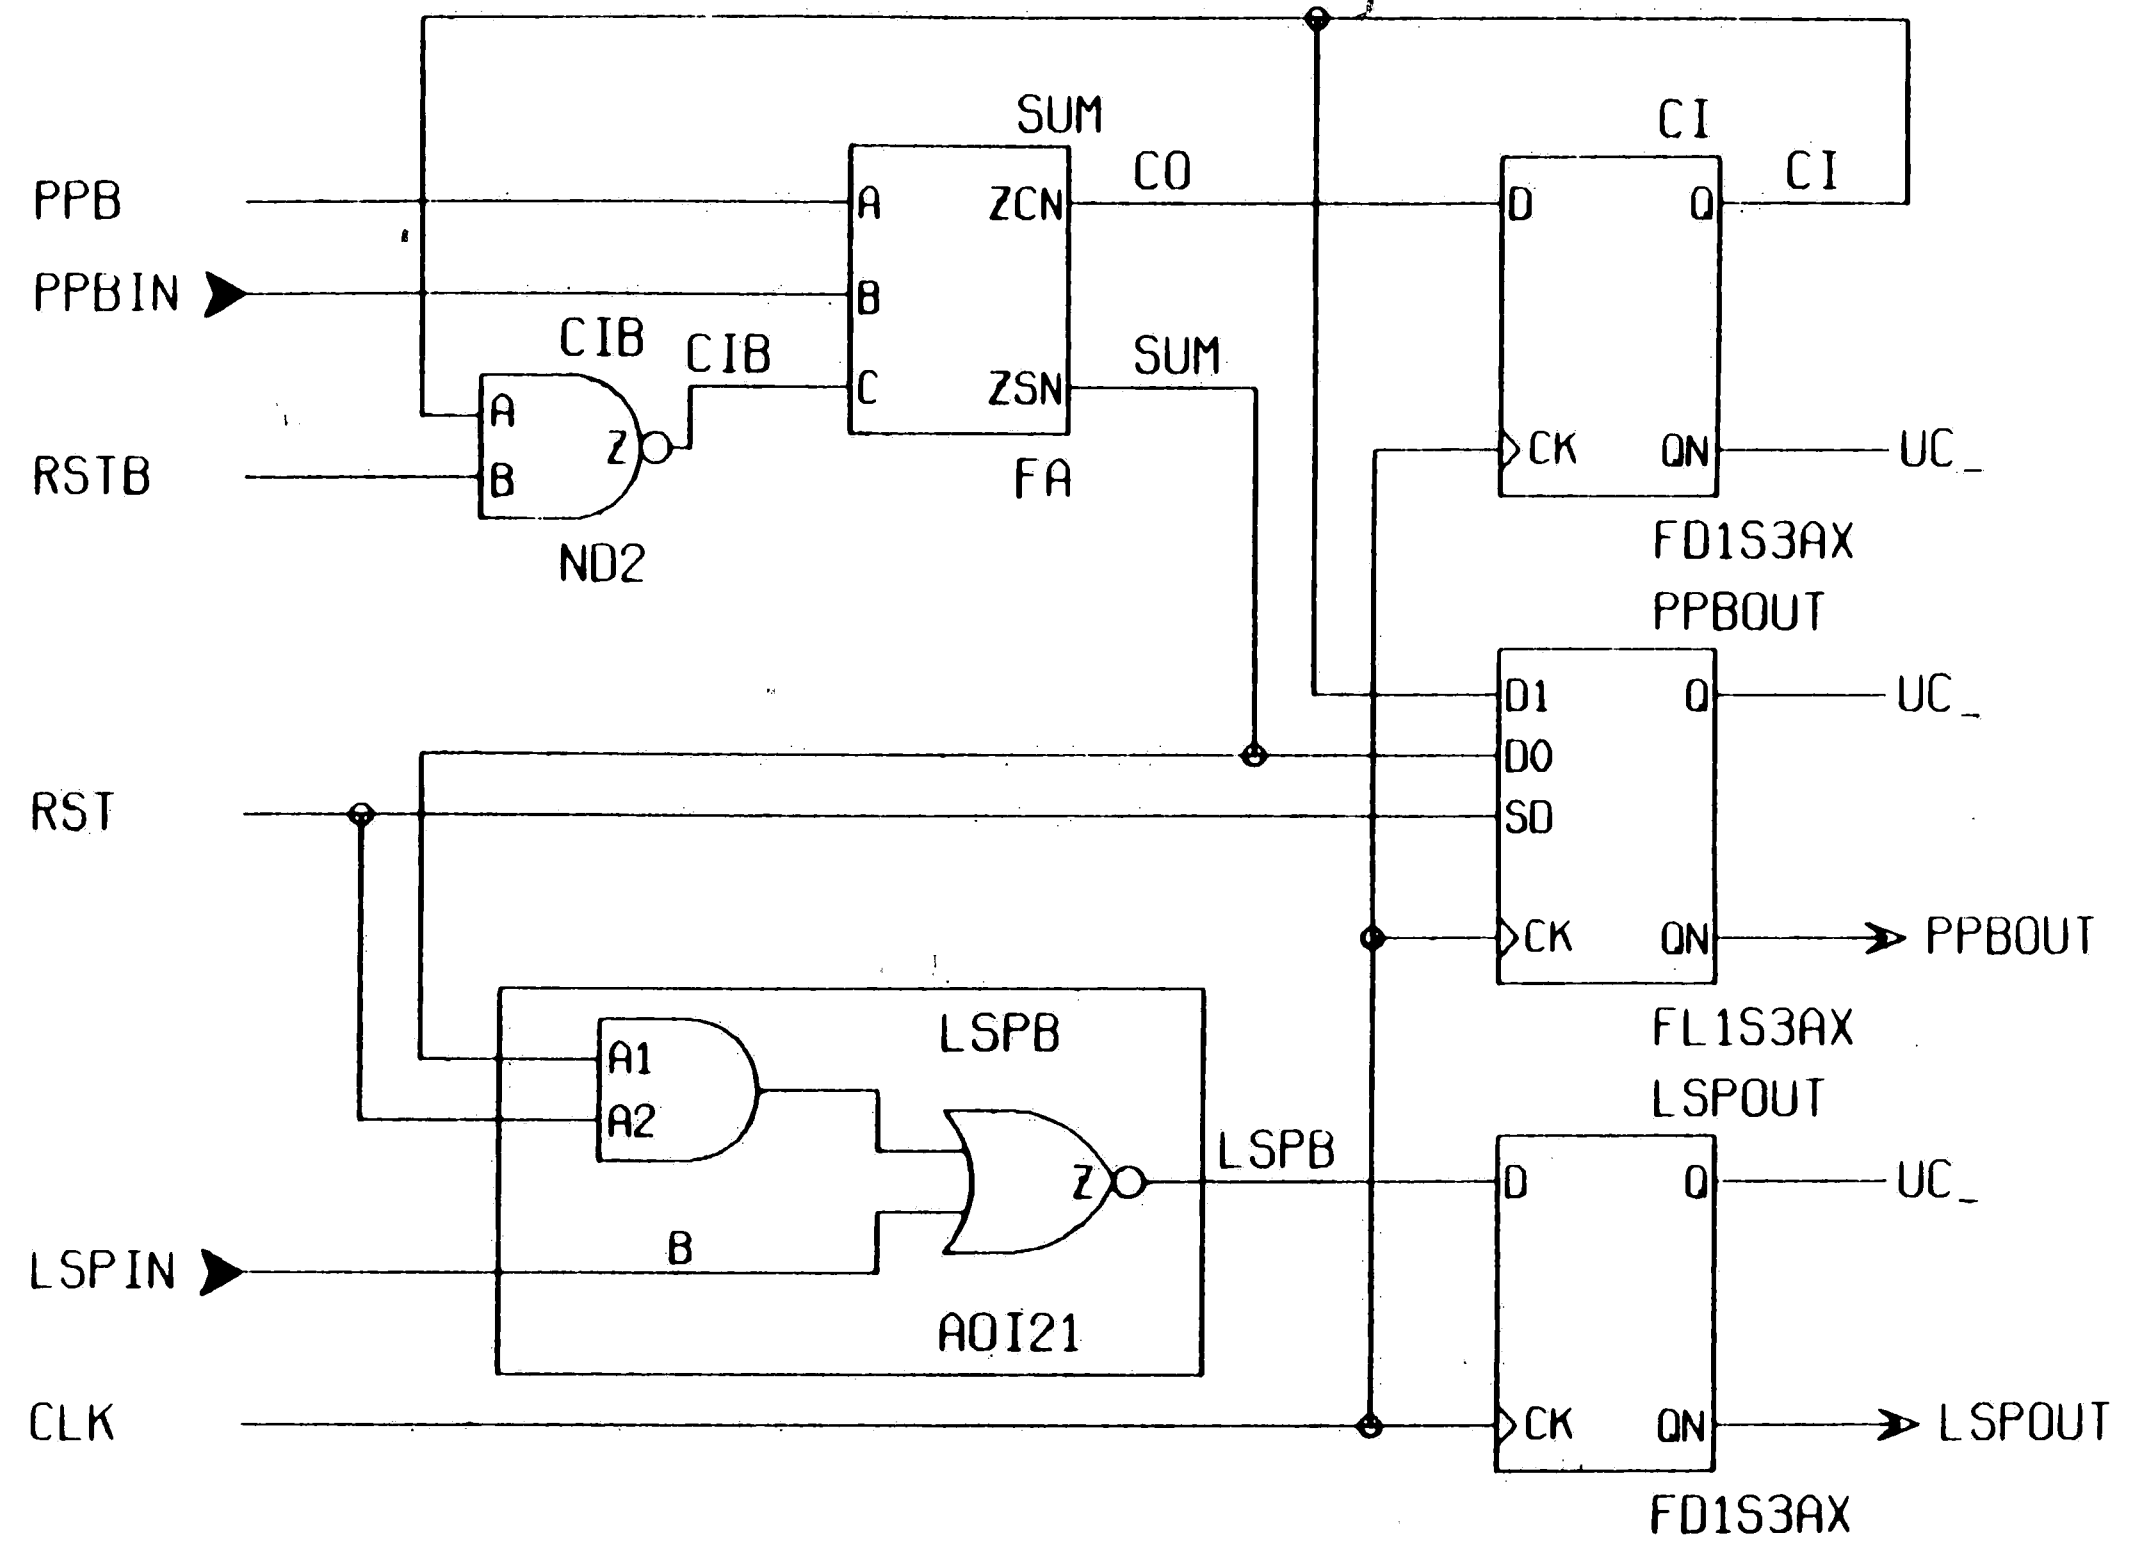 SUM
CI
PPB
A
ZCN
CO
D
Q
CI
PPBIN
B
CIB
CIB
C
ZSN
SUM
A
Z
RSTB
B
FA
CK
QN
UC_
ND2
FD1S3AX
PPBOUT
D1
Q
UC_
D0
RST
SD
CK
QN
PPBOUT
LSPB
FL1S3AX
A1
LSPOUT
A2
LSPB
Z
D
Q
UC_
B
LSPIN
AOI21
CLK
CK
QN
LSPOUT
FD1S3AX